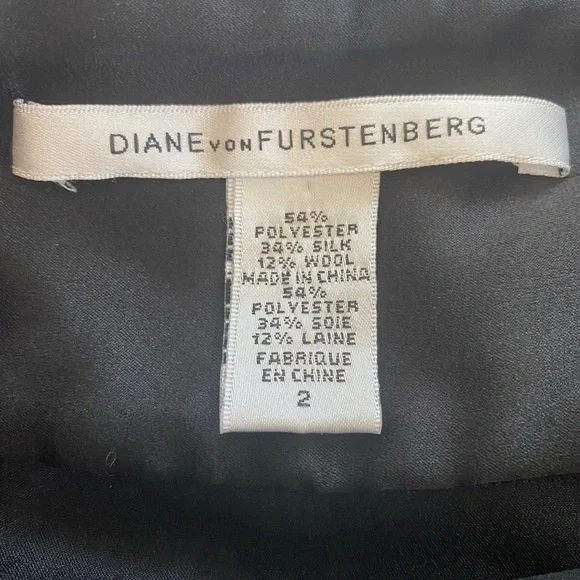 DIANE VON FURSTENBERG
54%
POLYESTER
34% SILK
12% WOOL
MADE IN CHINA
54%
POLYESTER
34% SOIE
12% LAINE
FABRIQUE
EN CHINE
2